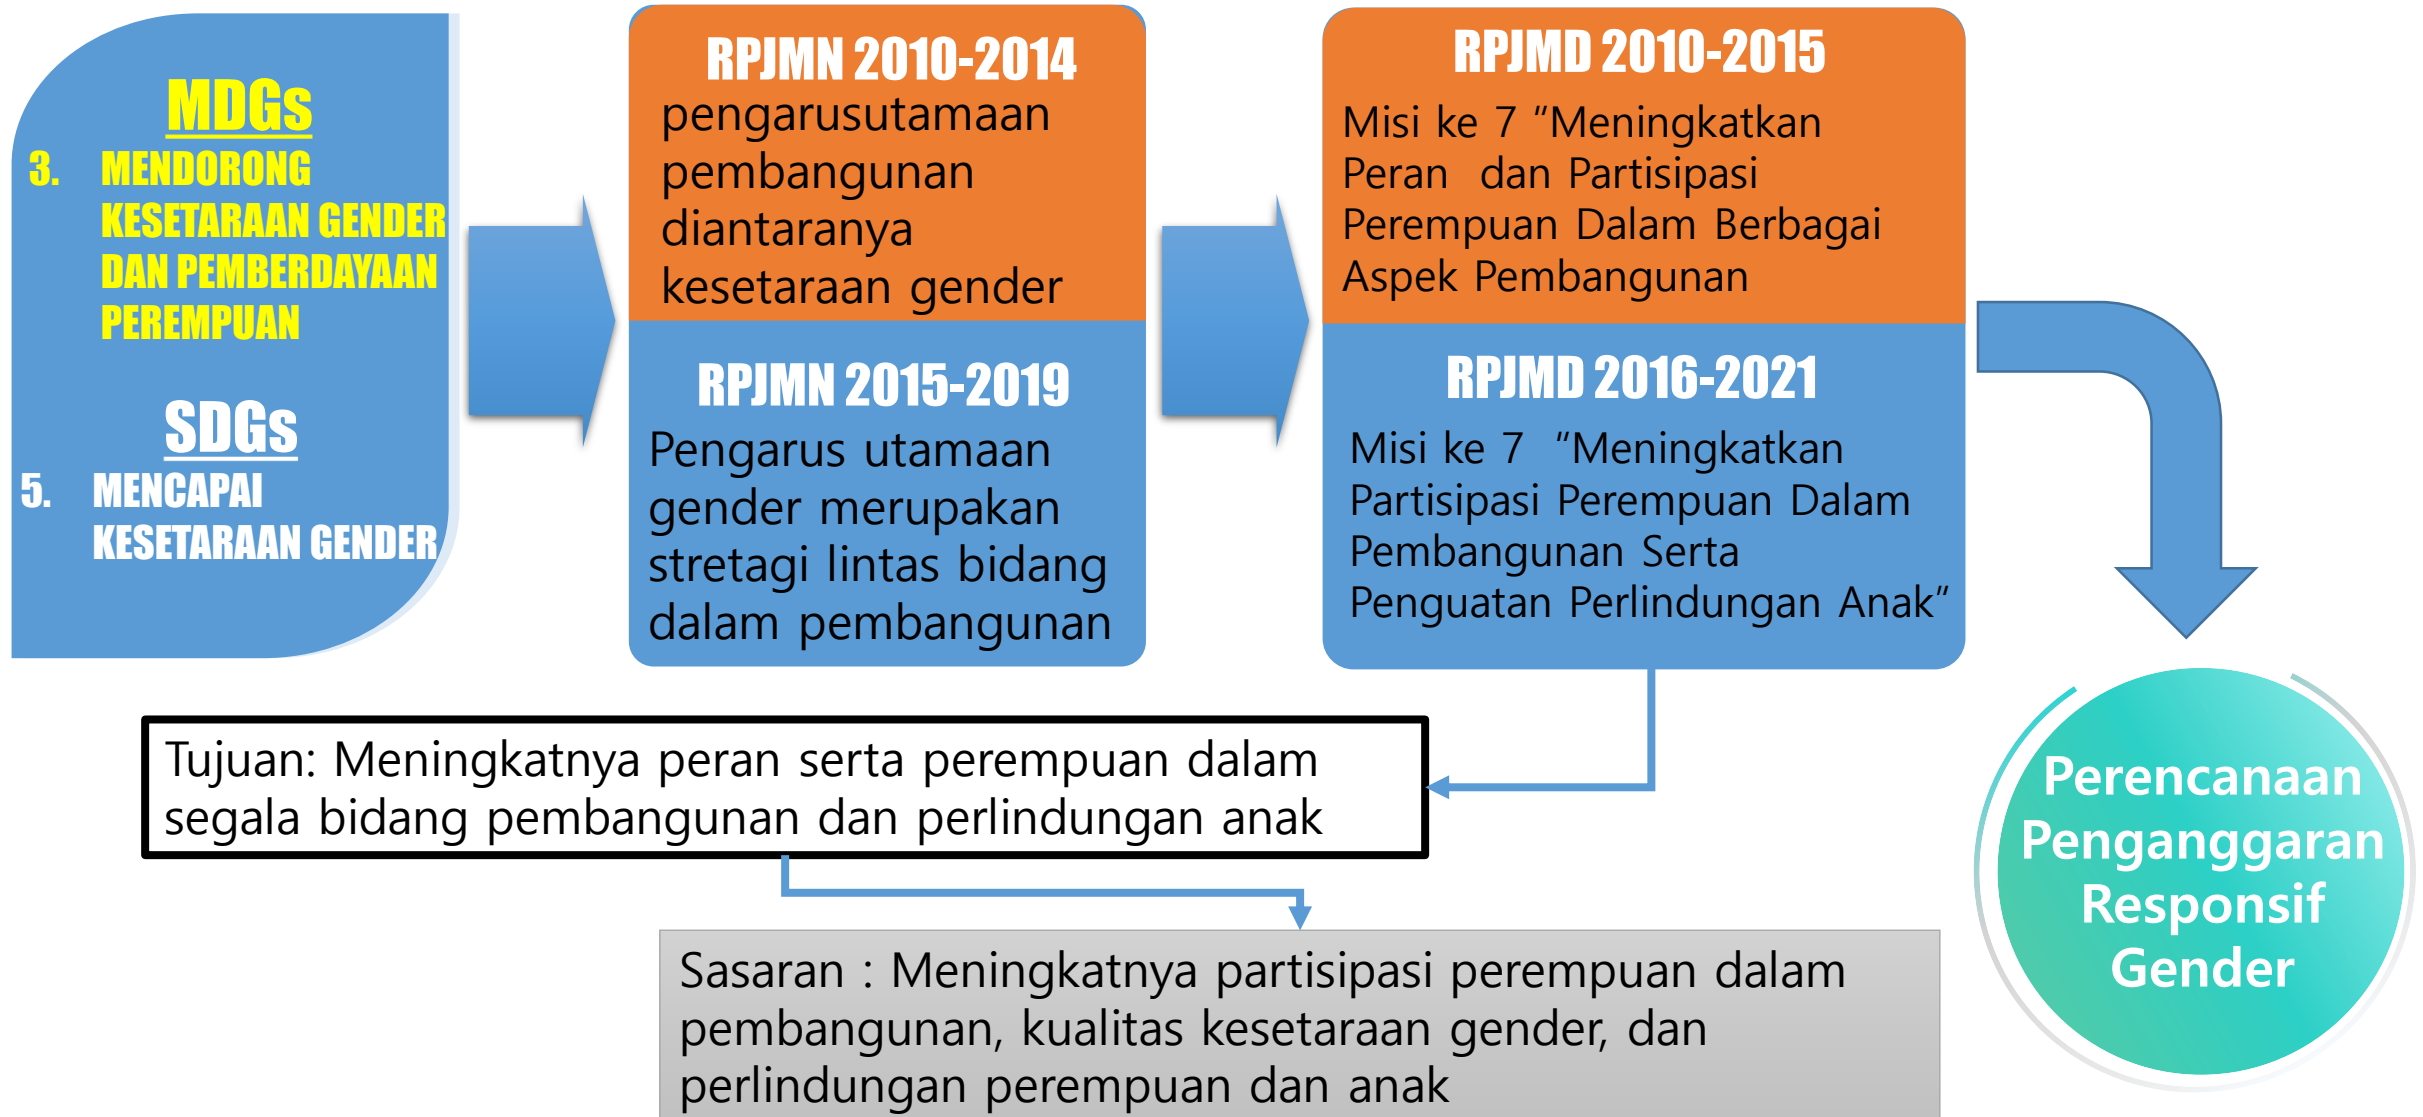 MDGs
3. MENDORONG
KESETARAAN GENDER
DAN PEMBERDAYAAN
PEREMPUAN
SDGs
5. MENCAPAI
KESETARAAN GENDER
RPJMN 2010-2014
pengarusutamaan
pembangunan
diantaranya
kesetaraan gender
RPJMN 2015-2019
Pengarus utamaan
gender merupakan
stretagi lintas bidang
dalam pembangunan
RPJMD 2010-2015
Misi ke 7 "Meningkatkan
Peran dan Partisipasi
Perempuan Dalam Berbagai
Aspek Pembangunan
RPJMD 2016-2021
Misi ke 7 "Meningkatkan
Partisipasi Perempuan Dalam
Pembangunan Serta
Penguatan Perlindungan Anak"
Tujuan: Meningkatnya peran serta perempuan dalam
segala bidang pembangunan dan perlindungan anak
Sasaran : Meningkatnya partisipasi perempuan dalam
pembangunan, kualitas kesetaraan gender, dan
perlindungan perempuan dan anak
Perencanaan
Penganggaran
Responsif
Gender